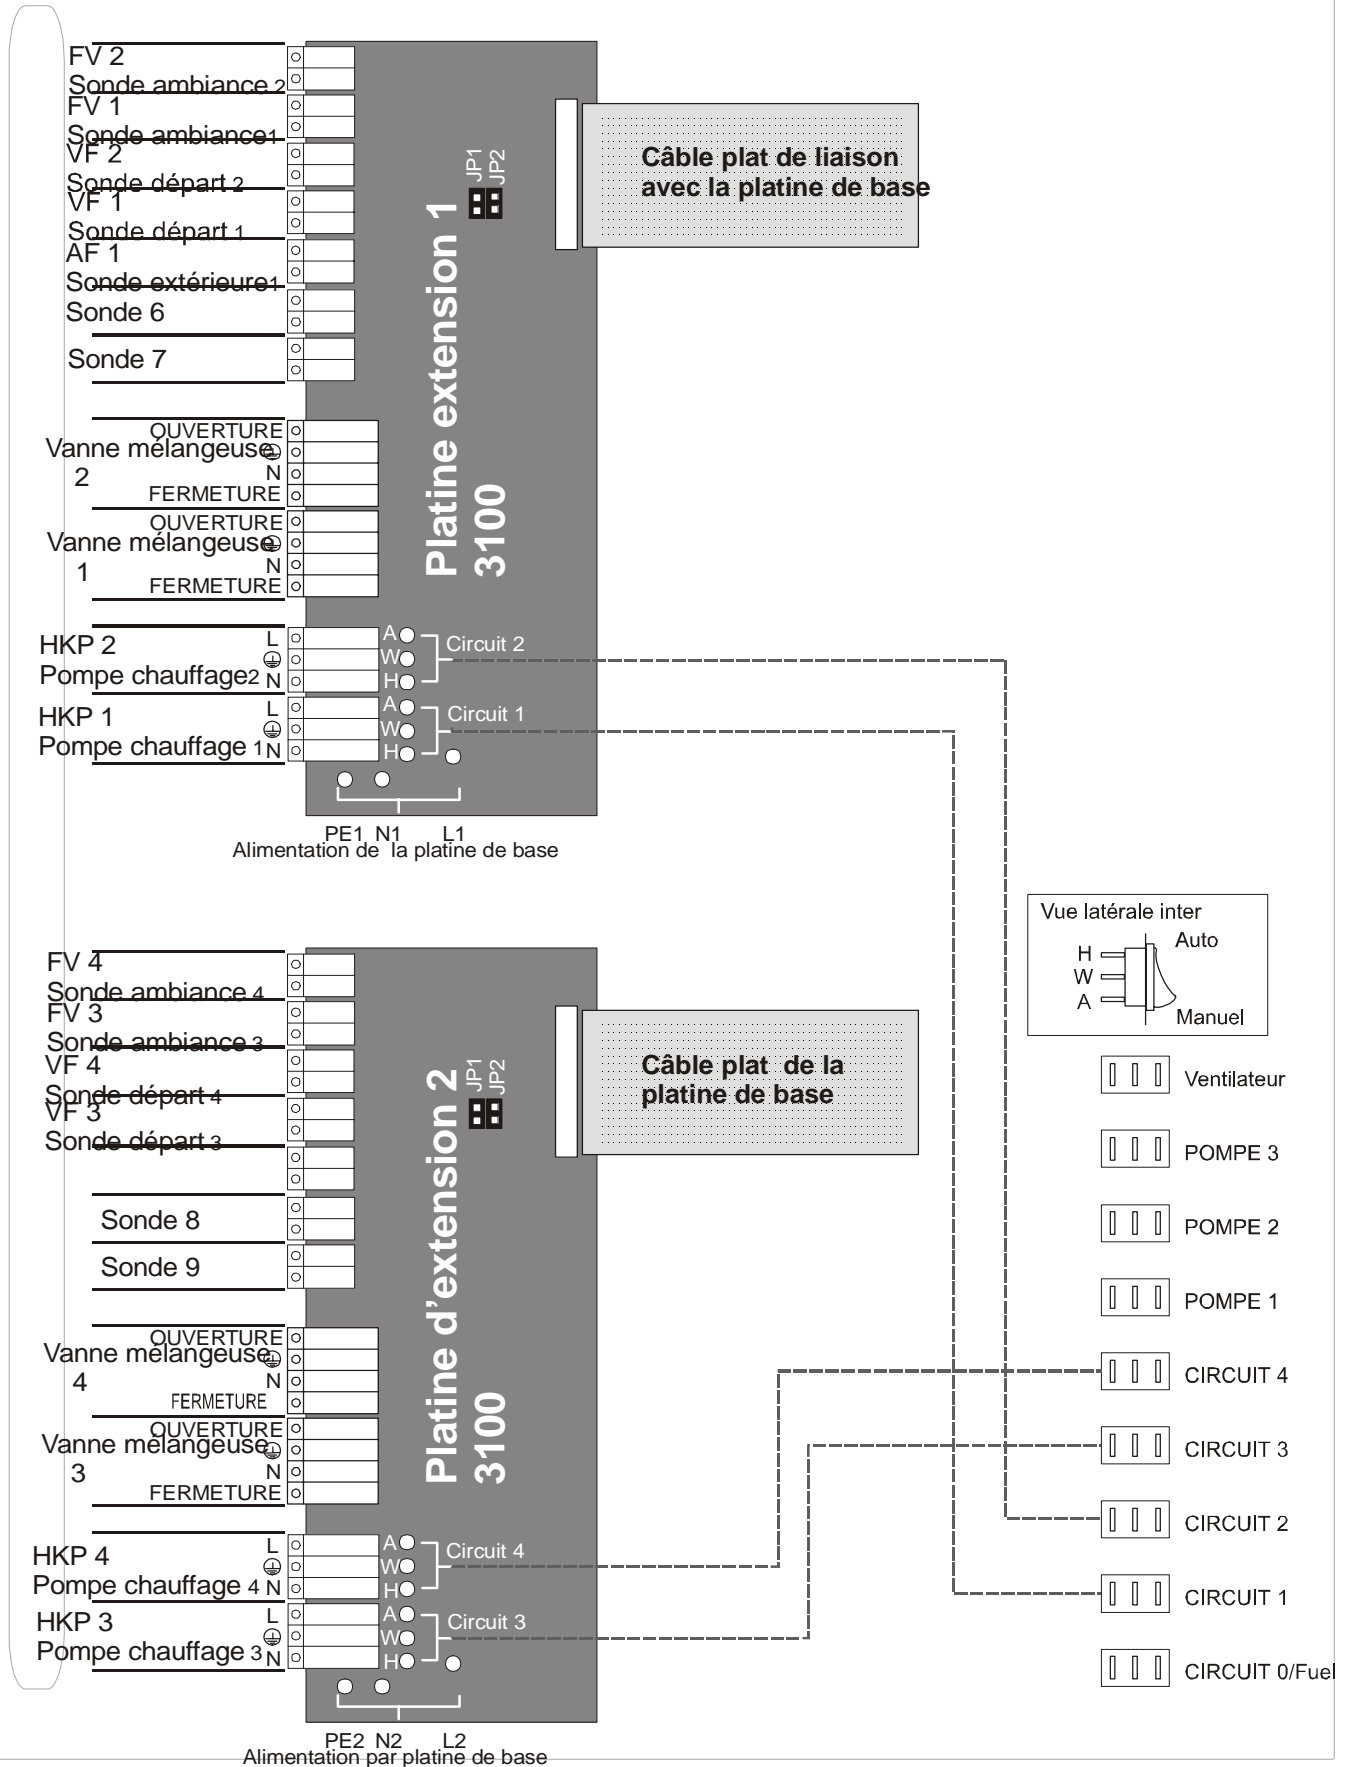 FV 2
Sonde ambiance 2
FV 1
Sonde ambiance1
VF 2
Sonde départ 2
VF 1
Sonde départ 1
AF 1
Sonde extérieure1
Sonde 6
Sonde 7
OUVERTURE
Vanne mélangeuse
N
2
FERMETURE
OUVERTURE
Vanne mélangeuse
N
1
FERMETURE
HKP 2
L
Pompe chauffage2 N
HKP 1
L
Pompe chauffage 1 N
A
W
H
Circuit 2
A
W
H
Circuit 1
JP1
JP2
Platine extension 1
3100
Câble plat de liaison
avec la platine de base
PE1 N1 L1
Alimentation de la platine de base
FV 4
Sonde ambiance 4
FV 3
Sonde ambiance 3
VF 4
Sonde départ 4
VF 3
Sonde départ 3
Sonde 8
Sonde 9
OUVERTURE
Vanne mélangeuse
N
4
FERMETURE
OUVERTURE
Vanne mélangeuse
N
3
FERMETURE
HKP 4
L
Pompe chauffage 4 N
HKP 3
L
Pompe chauffage 3 N
A
W
H
Circuit 4
A
W
H
Circuit 3
JP1
JP2
Platine d'extension 2
3100
Câble plat de la
platine de base
PE2 N2 L2
Alimentation par platine de base
Vue latérale inter
Auto
H
W
A
Manuel
Ventilateur
POMPE 3
POMPE 2
POMPE 1
CIRCUIT 4
CIRCUIT 3
CIRCUIT 2
CIRCUIT 1
CIRCUIT 0/Fuel